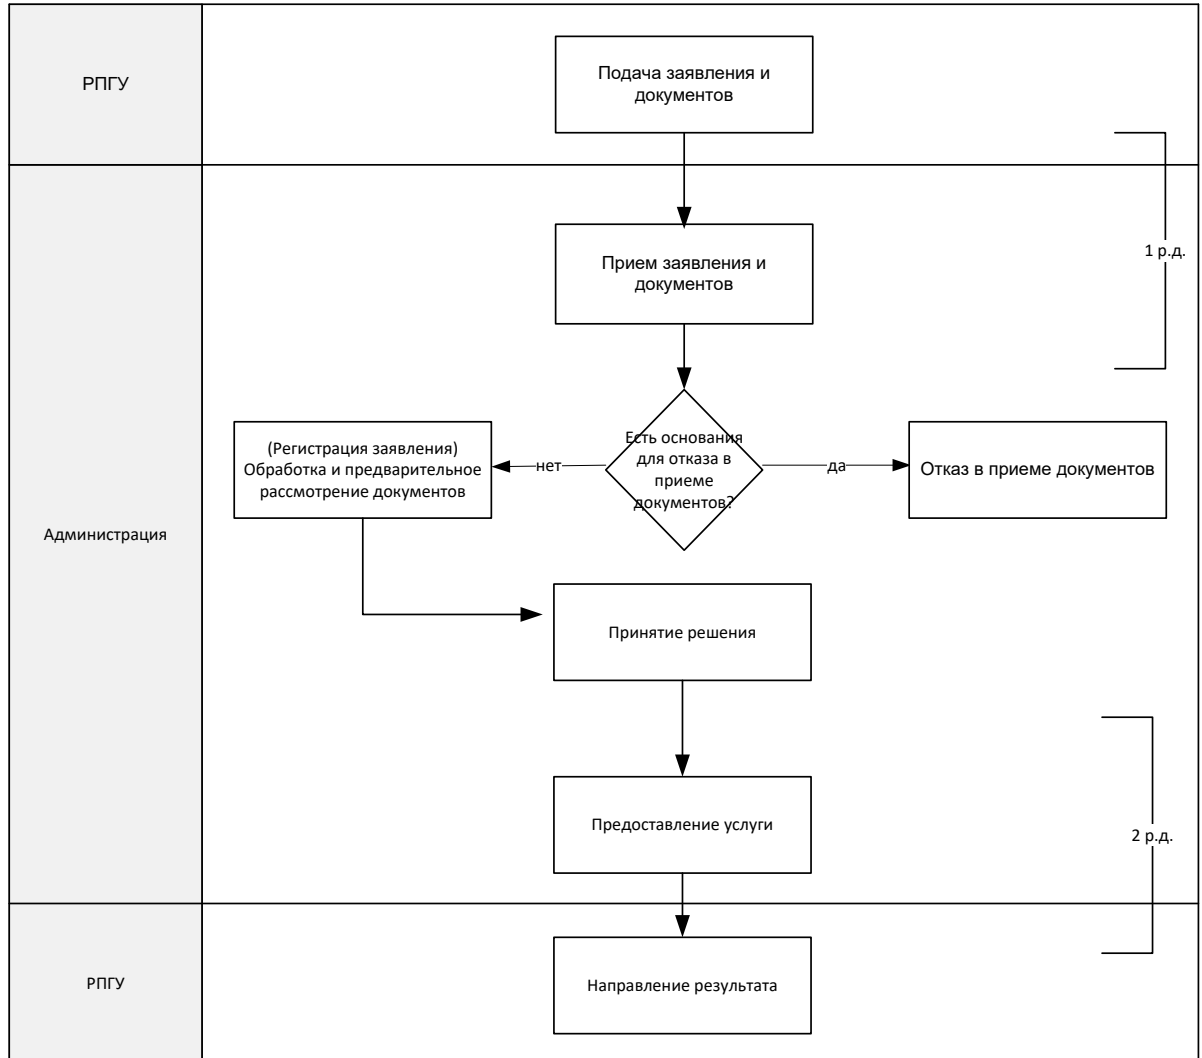 РПГУ
Подача заявления и
документов
Прием заявления и
документов
1 р.д.
Администрация
(Регистрация заявления)
Обработка и предварительное
рассмотрение документов
нет
Есть основания
для отказа в
приеме
документов?
да
Отказ в приеме документов
Принятие решения
Предоставление услуги
2 р.д.
РПГУ
Направление результата